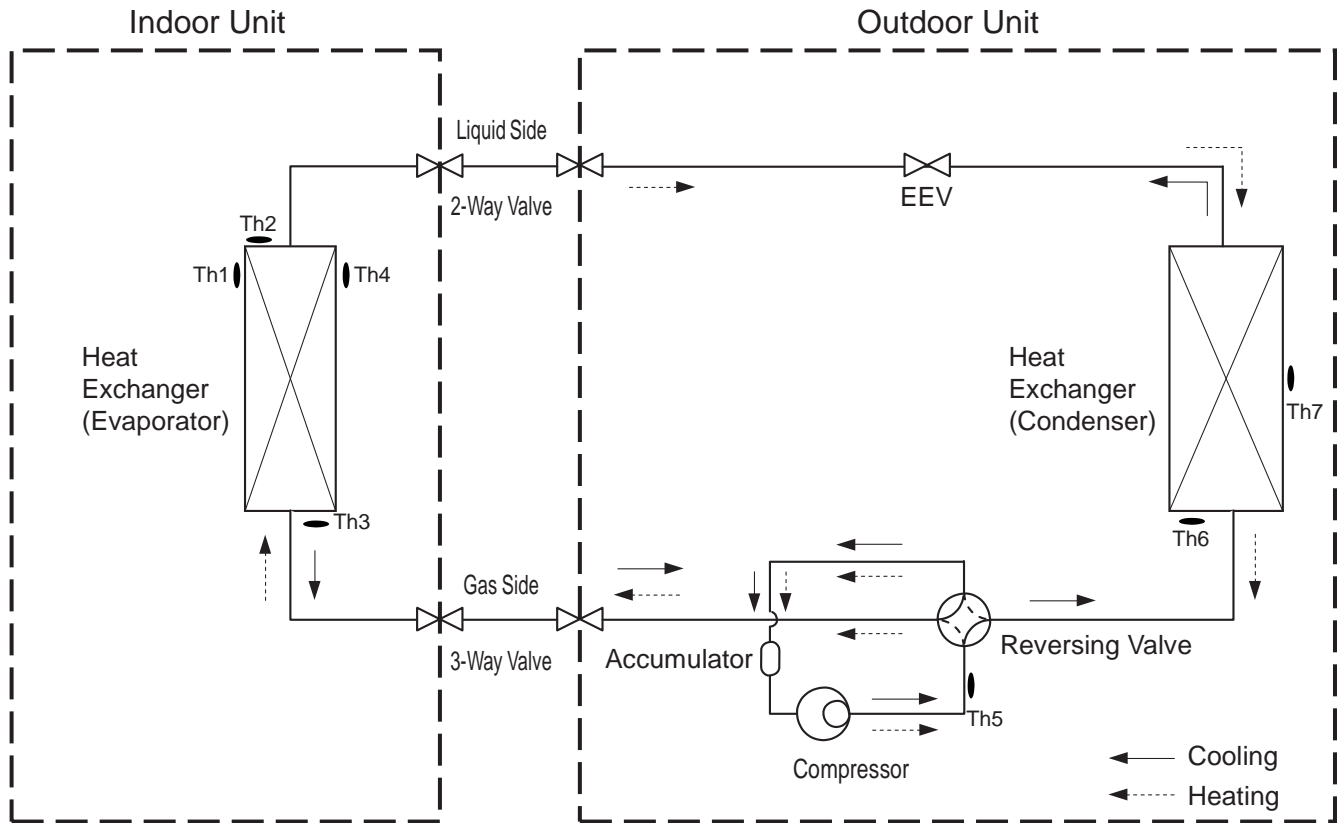 Indoor Unit
Outdoor Unit
Liquid Side
2-Way Valve
EEV
Th2
Th1
Th4
Heat
Exchanger
(Evaporator)
Heat
Exchanger
(Condenser)
Th7
Th3
Th6
Gas Side
3-Way Valve
Accumulator
Reversing Valve
Th5
Compressor
Cooling
Heating